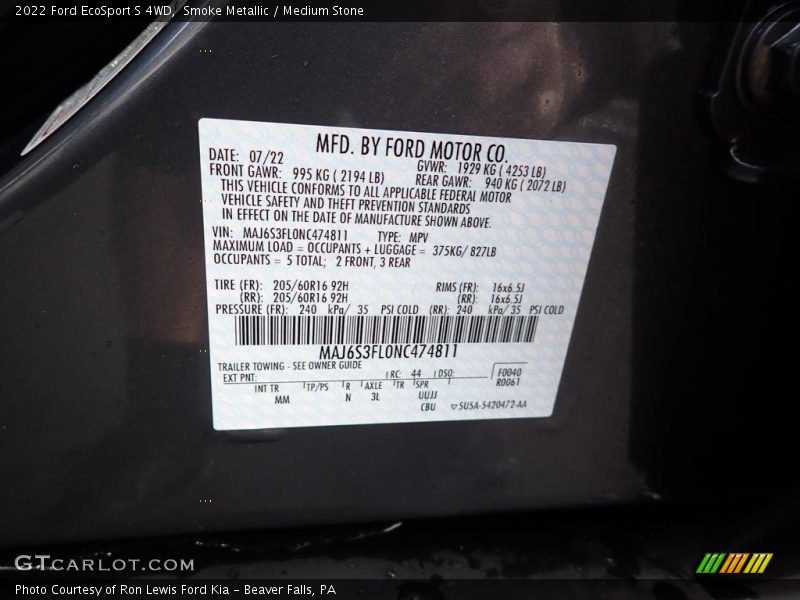 2022 Ford EcoSport S 4WD, Smoke Metallic / Medium Stone
MFD. BY FORD MOTOR CO.
DATE: 07/22 GVWR: 1929 KG ( 4253 LB)
FRONT GAWR: 995 KG ( 2194 LB) REAR GAWR: 940 KG ( 2072 LB)
THIS VEHICLE CONFORMS TO ALL APPLICABLE FEDERAL MOTOR
VEHICLE SAFETY AND THEFT PREVENTION STANDARDS
IN EFFECT ON THE DATE OF MANUFACTURE SHOWN ABOVE.
VIN: MAJ6S3FL0NC474811 TYPE: MPV
MAXIMUM LOAD = OCCUPANTS + LUGGAGE = 375KG/ 827LB
OCCUPANTS = 5 TOTAL; 2 FRONT, 3 REAR
TIRE (FR): 205/60R16 92H RIMS (FR): 16x6.5J
(RR): 205/60R16 92H (RR): 16x6.5J
PRESSURE (FR): 240 kPa/ 35 PSI COLD (RR): 240 kPa/ 35 PSI COLD
MAJ6S3FL0NC474811
TRAILER TOWING - SEE OWNER GUIDE
EXT PNT: RC: 44 DSO: F0040
R0061
INT TR TP/PS R AXLE TR SPR
MM N 3L UUJJ
CBU 5U5A-5420472-AA
GTCARLOT.COM
Photo Courtesy of Ron Lewis Ford Kia – Beaver Falls, PA